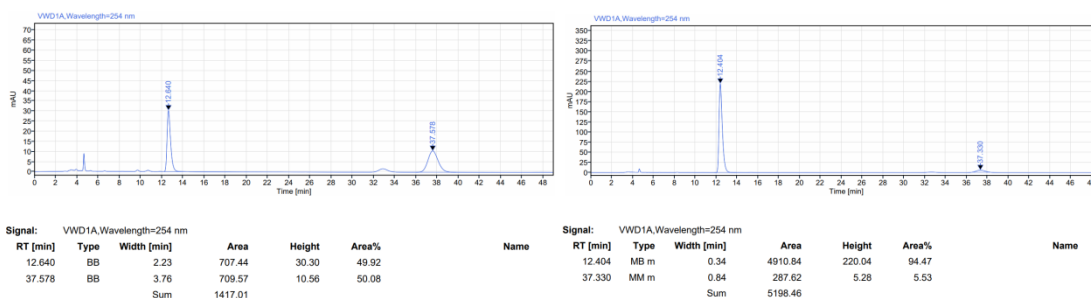 VWD1A,Wavelength=254 nm
70
65
60
55
50
45
40
35
30
25
20
15
10
5
0
mAU
12.640
37.578
0 2 4 6 8 10 12 14 16 18 20 22 24 26 28 30 32 34 36 38 40 42 44 46 48
Time [min]
Signal: VWD1A,Wavelength=254 nm
RT [min] Type Width [min] Area Height Area% Name
12.640 BB 2.23 707.44 30.30 49.92
37.578 BB 3.76 709.57 10.56 50.08
Sum 1417.01
VWD1A,Wavelength=254 nm
350
325
300
275
250
225
200
175
150
125
100
75
50
25
0
mAU
12.404
37.330
0 2 4 6 8 10 12 14 16 18 20 22 24 26 28 30 32 34 36 38 40 42 44 46
Time [min]
Signal: VWD1A,Wavelength=254 nm
RT [min] Type Width [min] Area Height Area% Name
12.404 MB m 0.34 4910.84 220.04 94.47
37.330 MM m 0.84 287.62 5.28 5.53
Sum 5198.46